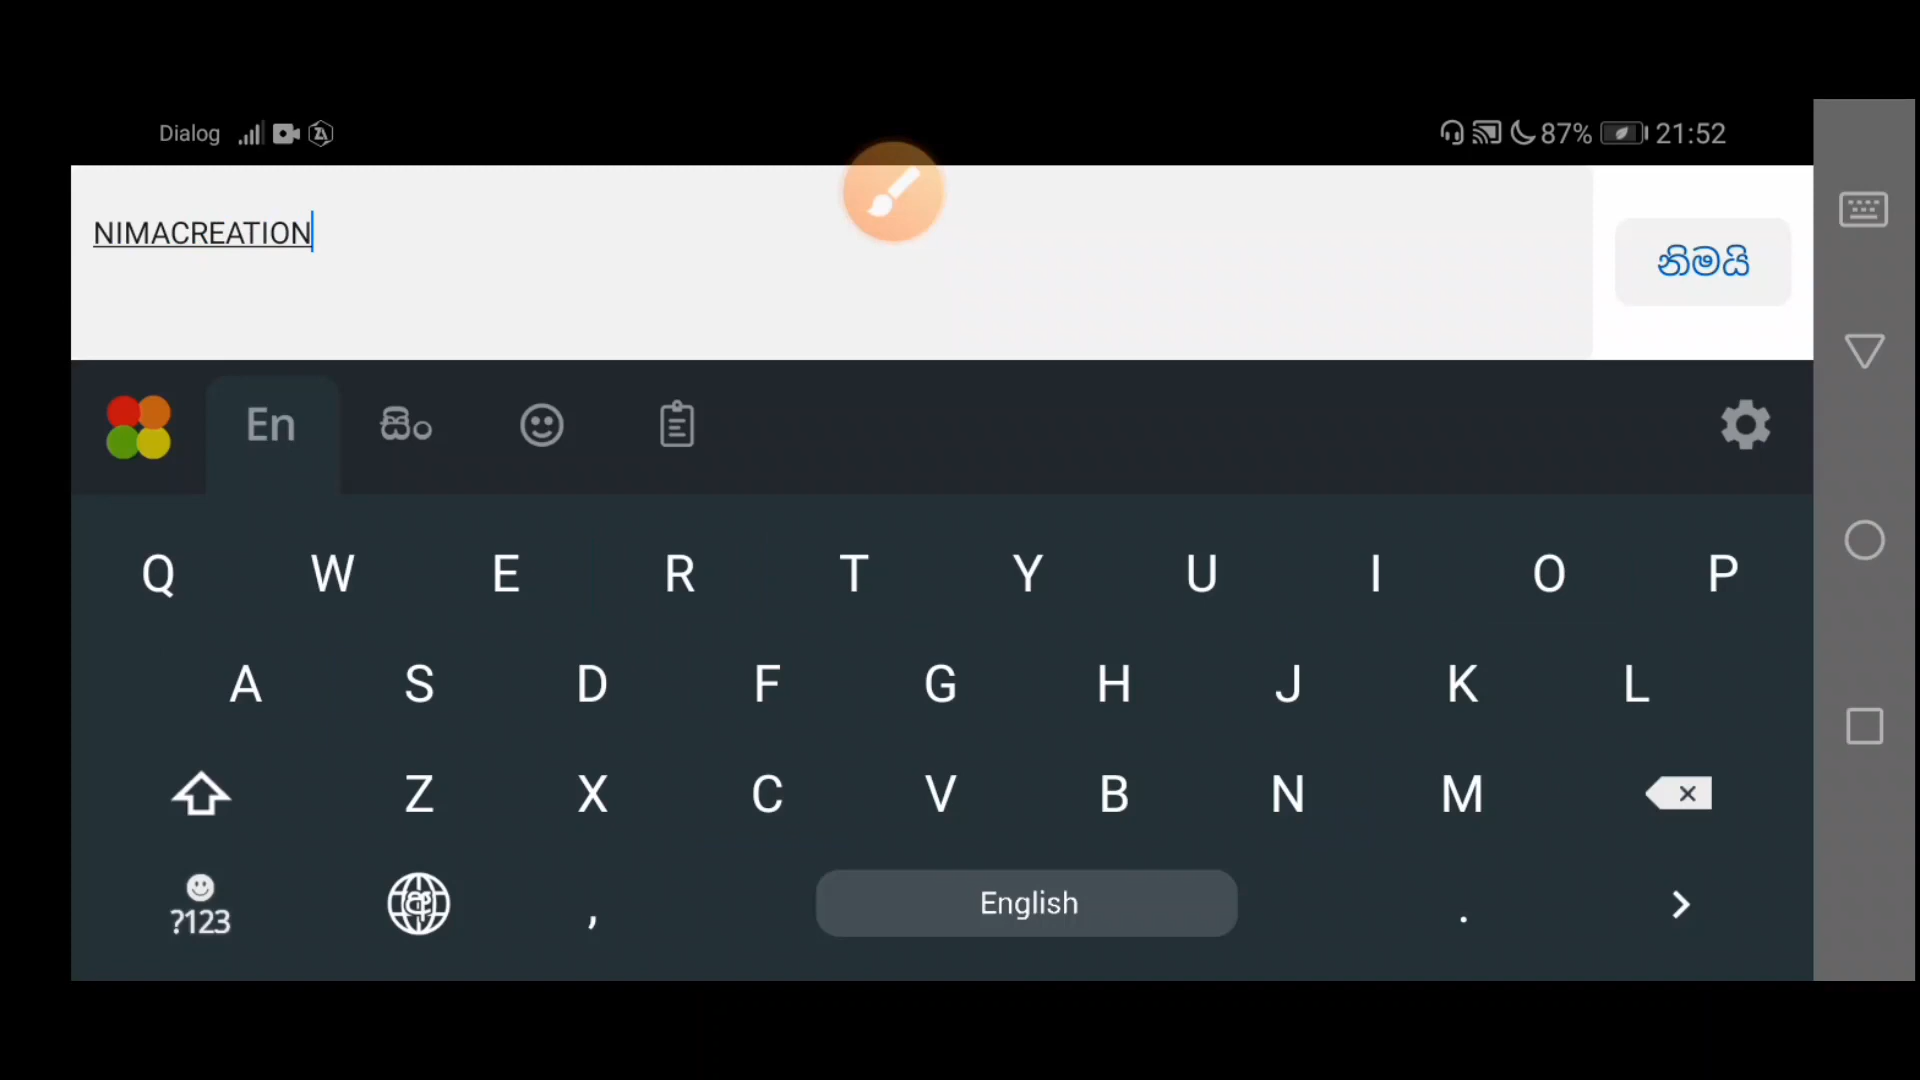 Dialog
87% 21:52
NIMACREATION
නිමයි
En සිං
Q W E R T Y U I O P
A S D F G H J K L
Z X C V B N M
?123 , English .